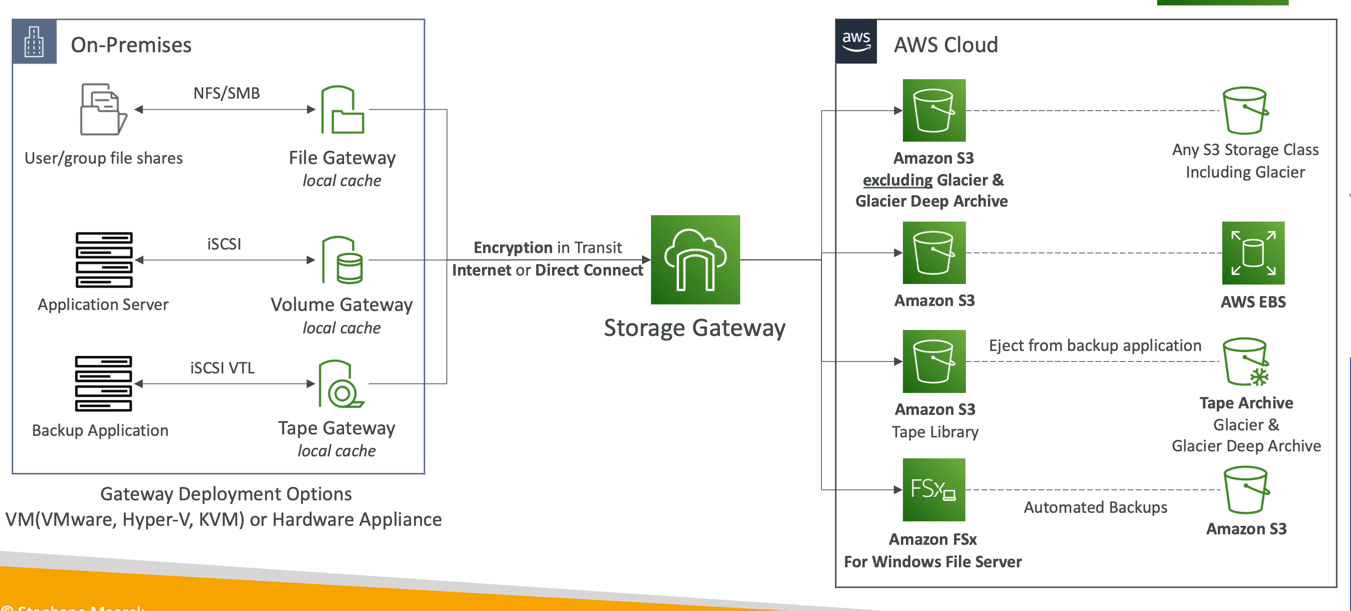 On-Premises
NFS/SMB
User/group file shares
File Gateway
local cache
iSCSI
Application Server
Volume Gateway
local cache
iSCSI VTL
Backup Application
Tape Gateway
local cache
Gateway Deployment Options
VM(VMware, Hyper-V, KVM) or Hardware Appliance
Encryption in Transit
Internet or Direct Connect
Storage Gateway
aws
AWS Cloud
Amazon S3
excluding Glacier &
Glacier Deep Archive
Any S3 Storage Class
Including Glacier
Amazon S3
AWS EBS
Amazon S3
Tape Library
Eject from backup application
Tape Archive
Glacier &
Glacier Deep Archive
FSx
Amazon FSx
For Windows File Server
Automated Backups
Amazon S3